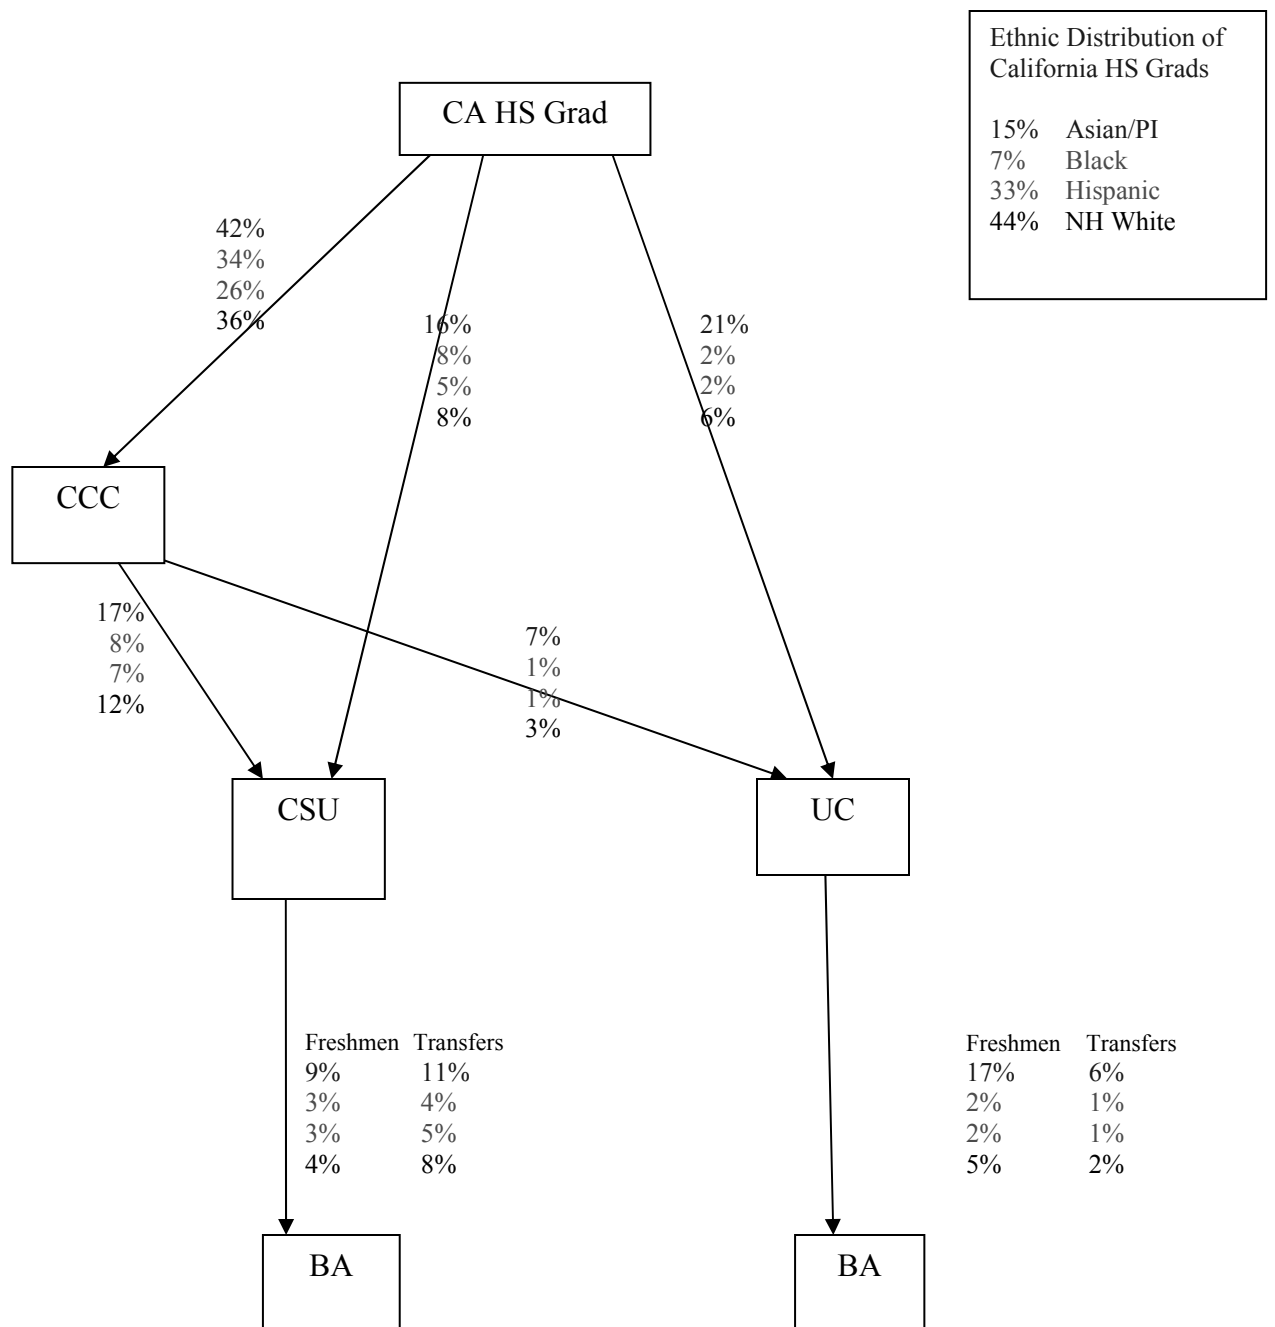 Ethnic Distribution of
California HS Grads
15% Asian/PI
7% Black
33% Hispanic
44% NH White
CA HS Grad
42%
34%
26%
36%
16%
8%
5%
8%
21%
2%
2%
6%
CCC
17%
8%
7%
12%
7%
1%
1%
3%
CSU
UC
Freshmen Transfers
9% 11%
3% 4%
3% 5%
4% 8%
Freshmen Transfers
17% 6%
2% 1%
2% 1%
5% 2%
BA
BA